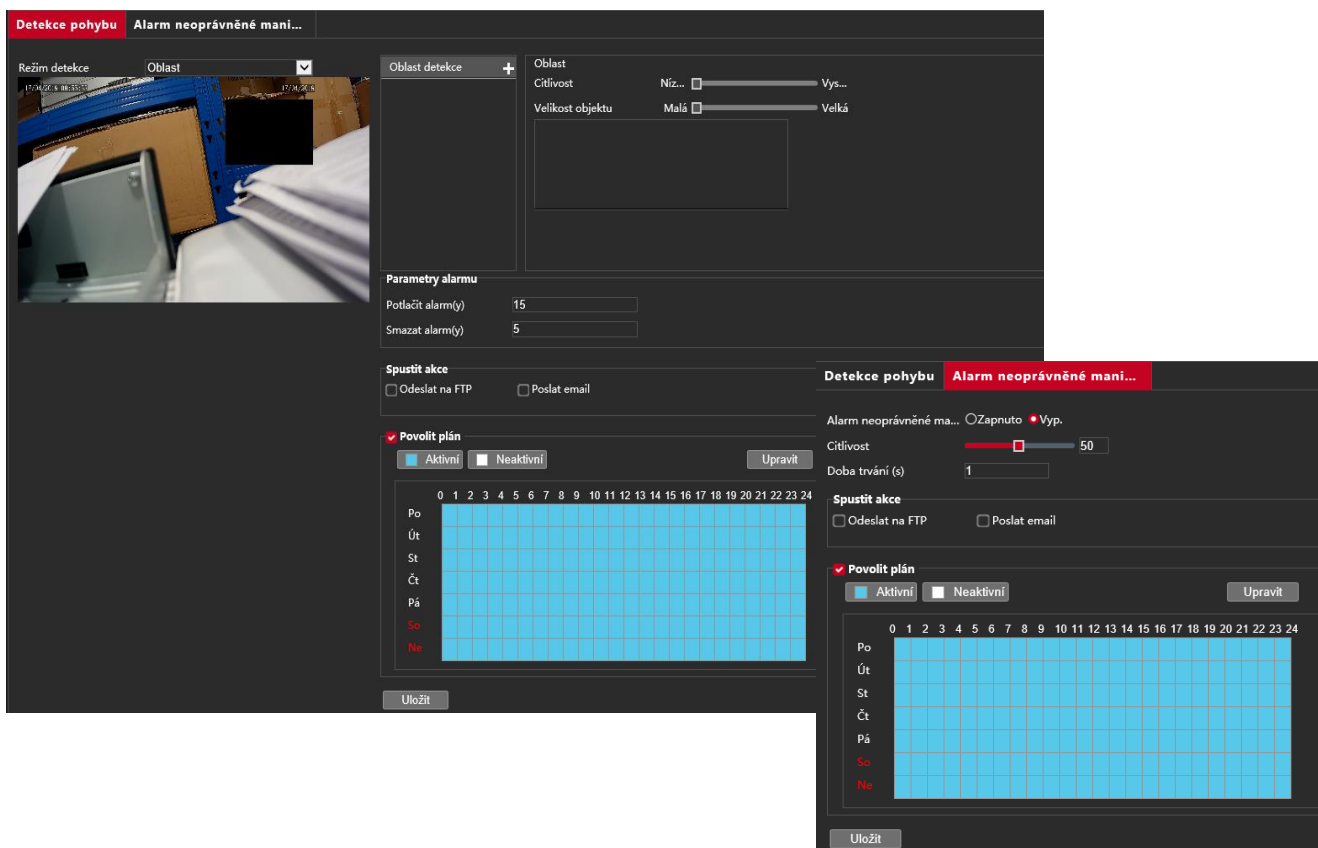 Detekce pohybu Alarm neoprávněné mani...
Režim detekce Oblast
Oblast detekce +
Oblast
Citlivost Níz... Vys...
Velikost objektu Malá Velká
Parametry alarmu
Potlačit alarm(y) 15
Smazat alarm(y) 5
Spustit akce
Odeslat na FTP Poslat email
Povolit plán
Aktivní Neaktivní Upravit
0 1 2 3 4 5 6 7 8 9 10 11 12 13 14 15 16 17 18 19 20 21 22 23 24
Po
Út
St
Čt
Pá
So
Ne
Uložit
Detekce pohybu Alarm neoprávněné mani...
Alarm neoprávněné ma... Zapnuto Vyp.
Citlivost 50
Doba trvání (s) 1
Spustit akce
Odeslat na FTP Poslat email
Povolit plán
Aktivní Neaktivní Upravit
0 1 2 3 4 5 6 7 8 9 10 11 12 13 14 15 16 17 18 19 20 21 22 23 24
Po
Út
St
Čt
Pá
So
Ne
Uložit